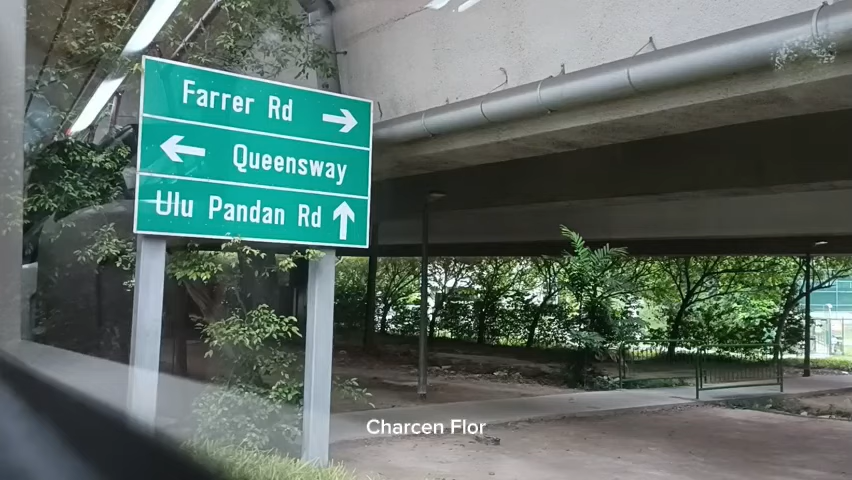 Farrer Rd →
← Queensway
Ulu Pandan Rd ↑
Charcen Flor